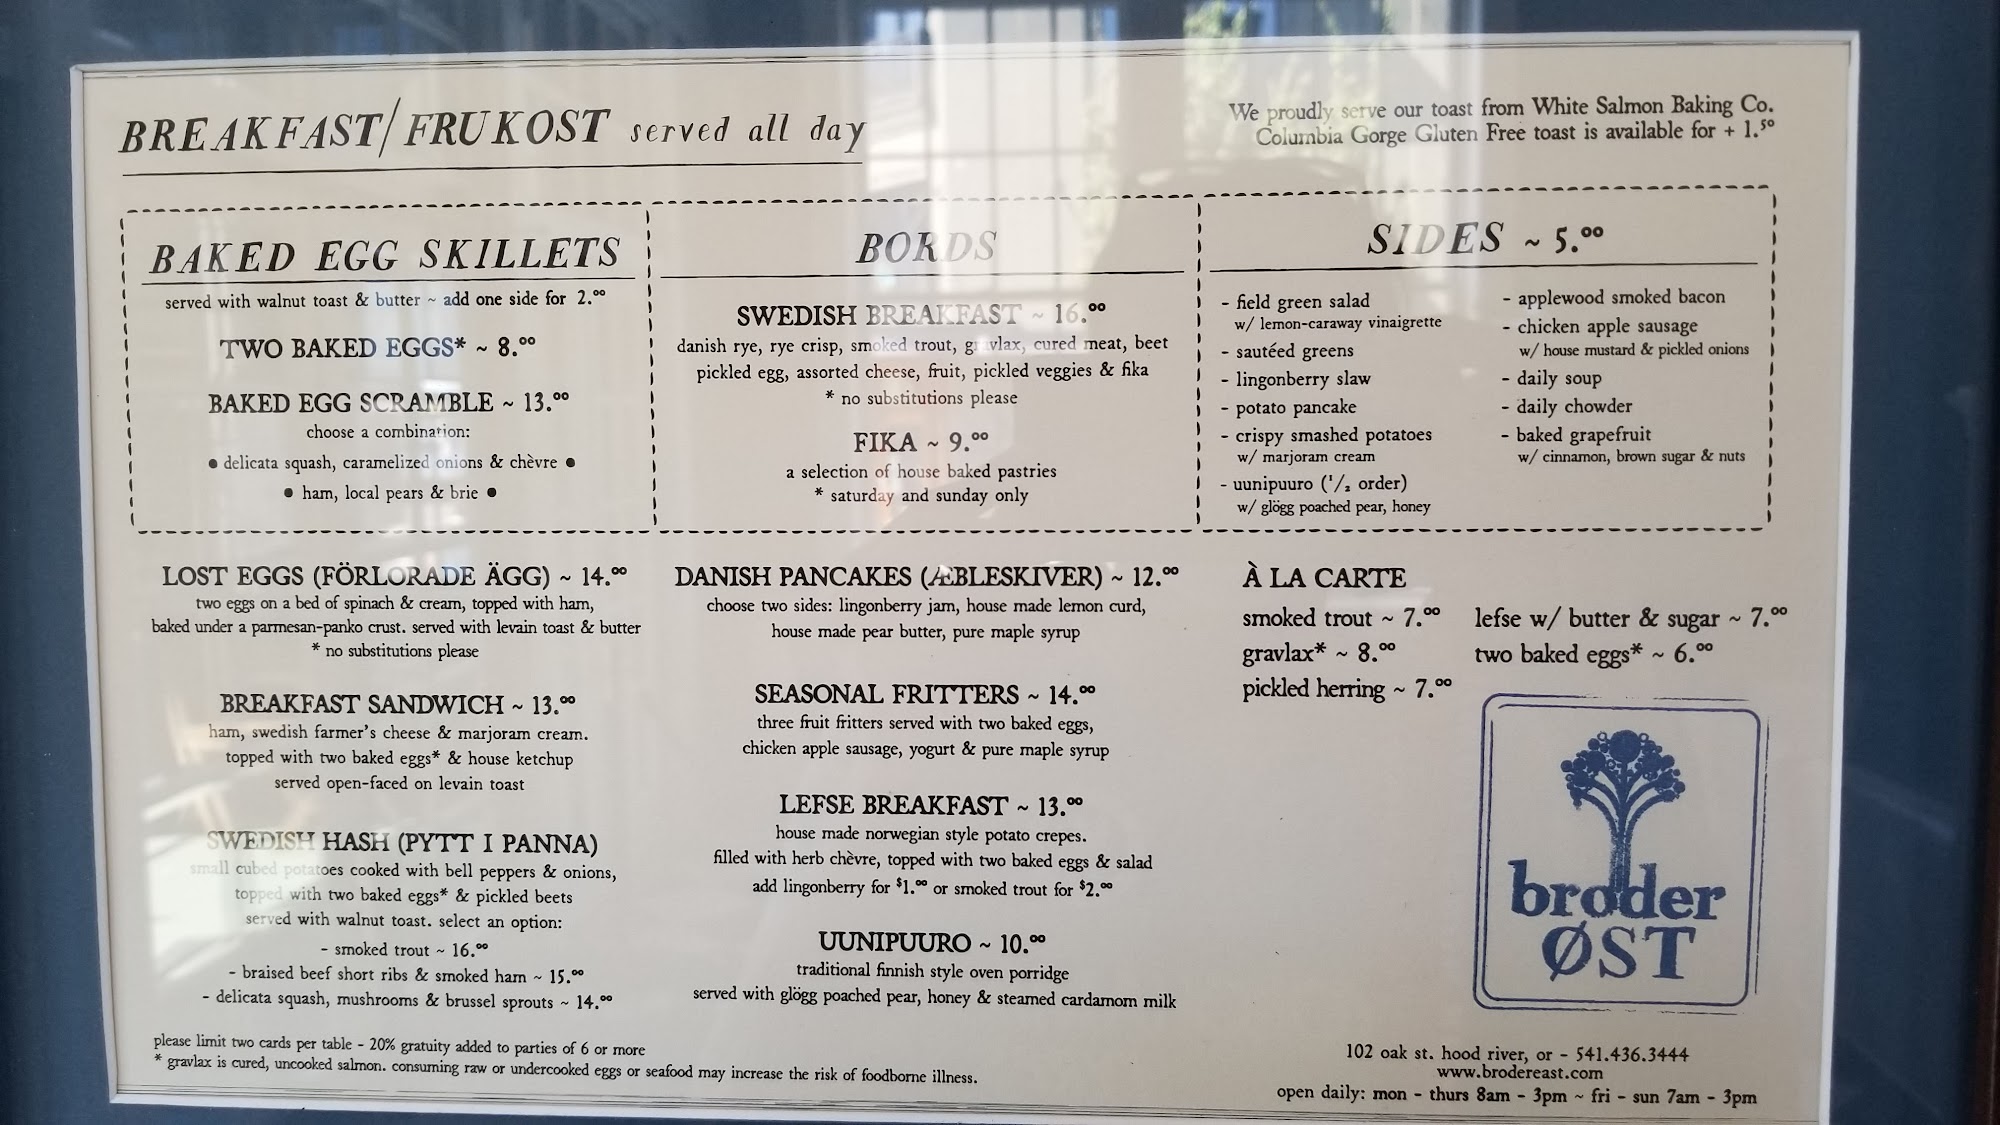 BREAKFAST/FRUKOST served all day
We proudly serve our toast from White Salmon Baking Co.
Columbia Gorge Gluten Free toast is available for + 1.50
BAKED EGG SKILLETS
served with walnut toast & butter ~ add one side for 2.00
TWO BAKED EGGS* ~ 8.00
BAKED EGG SCRAMBLE ~ 13.00
choose a combination:
• delicata squash, caramelized onions & chèvre •
• ham, local pears & brie •
BORDS
SWEDISH BREAKFAST ~ 16.00
danish rye, rye crisp, smoked trout, gravlax, cured meat, beet
pickled egg, assorted cheese, fruit, pickled veggies & fika
* no substitutions please
FIKA ~ 9.00
a selection of house baked pastries
* saturday and sunday only
SIDES ~ 5.00
- field green salad
w/ lemon-caraway vinaigrette
- sautéed greens
- lingonberry slaw
- potato pancake
- crispy smashed potatoes
w/ marjoram cream
- uunipuuro (1/2 order)
w/ glögg poached pear, honey
- applewood smoked bacon
- chicken apple sausage
w/ house mustard & pickled onions
- daily soup
- daily chowder
- baked grapefruit
w/ cinnamon, brown sugar & nuts
LOST EGGS (FÖRLORADE ÄGG) ~ 14.00
two eggs on a bed of spinach & cream, topped with ham,
baked under a parmesan-panko crust. served with levain toast & butter
* no substitutions please
BREAKFAST SANDWICH ~ 13.00
ham, swedish farmer's cheese & marjoram cream.
topped with two baked eggs* & house ketchup
served open-faced on levain toast
SWEDISH HASH (PYTT I PANNA)
small cubed potatoes cooked with bell peppers & onions,
topped with two baked eggs* & pickled beets
served with walnut toast. select an option:
- smoked trout ~ 16.00
- braised beef short ribs & smoked ham ~ 15.00
- delicata squash, mushrooms & brussel sprouts ~ 14.00
DANISH PANCAKES (ÆBLESKIVER) ~ 12.00
choose two sides: lingonberry jam, house made lemon curd,
house made pear butter, pure maple syrup
SEASONAL FRITTERS ~ 14.00
three fruit fritters served with two baked eggs,
chicken apple sausage, yogurt & pure maple syrup
LEFSE BREAKFAST ~ 13.00
house made norwegian style potato crepes.
filled with herb chèvre, topped with two baked eggs & salad
add lingonberry for $1.00 or smoked trout for $2.00
UUNIPUURO ~ 10.00
traditional finnish style oven porridge
served with glögg poached pear, honey & steamed cardamom milk
À LA CARTE
smoked trout ~ 7.00
gravlax* ~ 8.00
pickled herring ~ 7.00
lefse w/ butter & sugar ~ 7.00
two baked eggs* ~ 6.00
broder
ØST
please limit two cards per table - 20% gratuity added to parties of 6 or more
* gravlax is cured, uncooked salmon. consuming raw or undercooked eggs or seafood may increase the risk of foodborne illness.
102 oak st. hood river, or - 541.436.3444
www.brodereast.com
open daily: mon - thurs 8am - 3pm ~ fri - sun 7am - 3pm